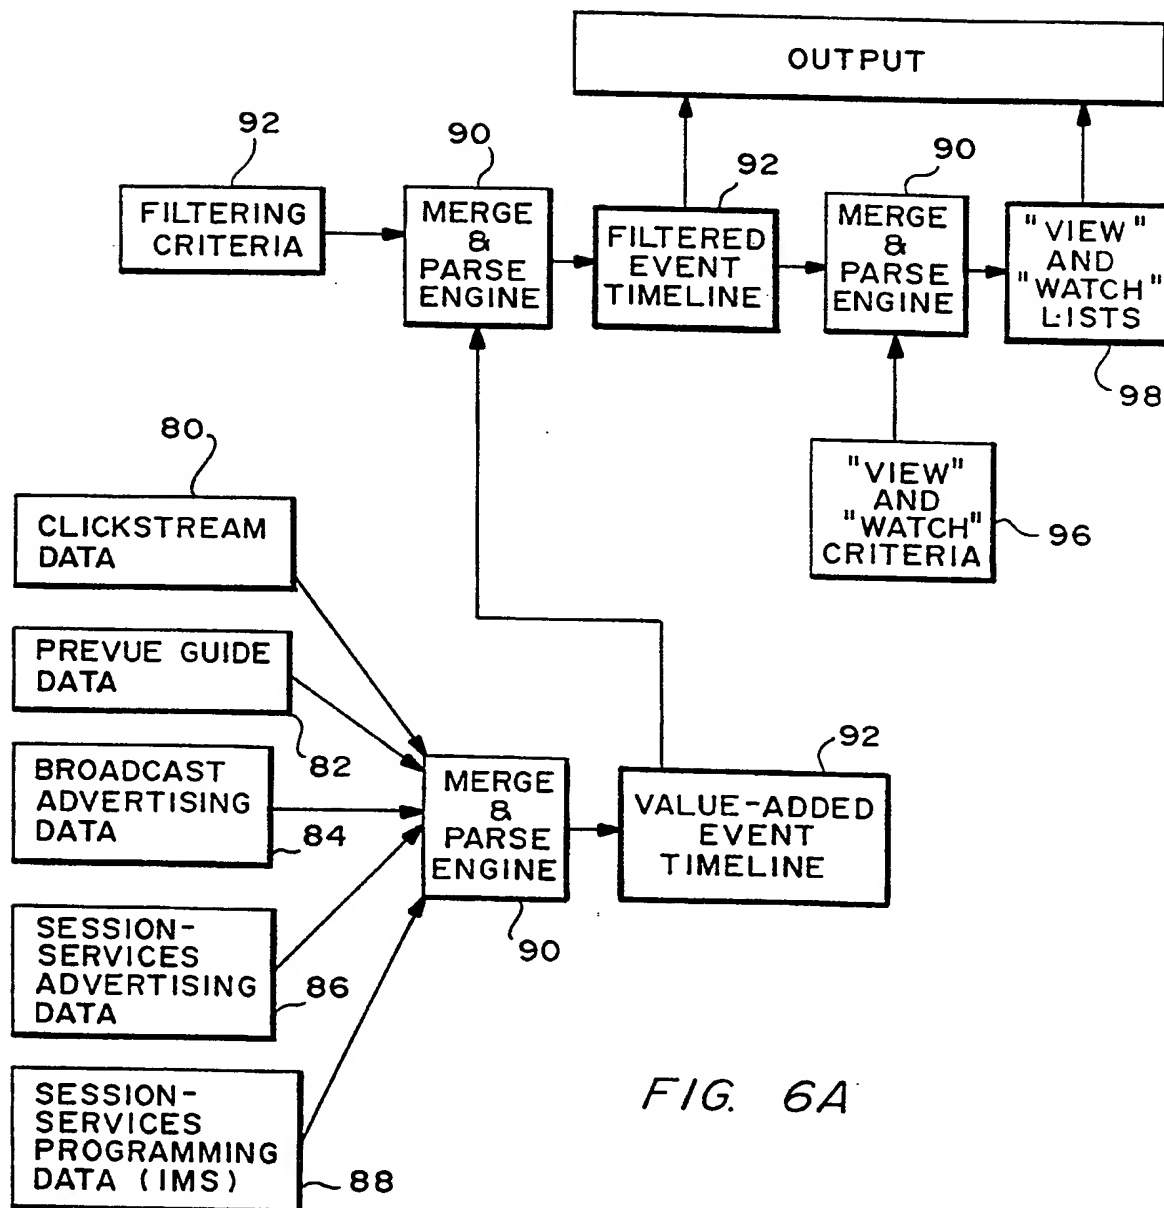 OUTPUT
92
FILTERING
CRITERIA
90
MERGE
&
PARSE
ENGINE
92
FILTERED
EVENT
TIMELINE
90
MERGE
&
PARSE
ENGINE
"VIEW"
AND
"WATCH"
LISTS
98
"VIEW"
AND
"WATCH"
CRITERIA
96
80
CLICKSTREAM
DATA
PREVUE GUIDE
DATA
82
BROADCAST
ADVERTISING
DATA
84
SESSION-
SERVICES
ADVERTISING
DATA
86
SESSION-
SERVICES
PROGRAMMING
DATA (IMS)
88
MERGE
&
PARSE
ENGINE
90
92
VALUE-ADDED
EVENT
TIMELINE
FIG. 6A